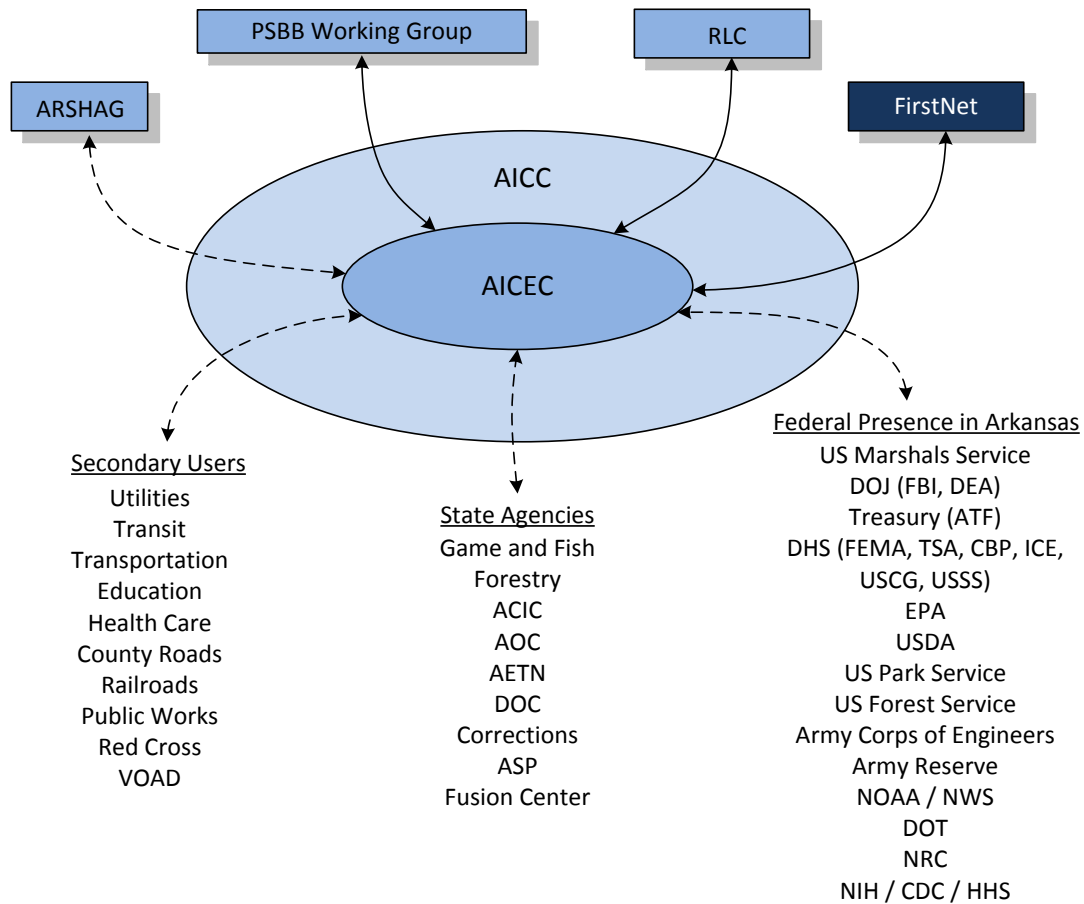 PSBB Working Group
RLC
ARSHAG
FirstNet
AICC
AICEC
Secondary Users
Utilities
Transit
Transportation
Education
Health Care
County Roads
Railroads
Public Works
Red Cross
VOAD
State Agencies
Game and Fish
Forestry
ACIC
AOC
AETN
DOC
Corrections
ASP
Fusion Center
Federal Presence in Arkansas
US Marshals Service
DOJ (FBI, DEA)
Treasury (ATF)
DHS (FEMA, TSA, CBP, ICE,
USCG, USSS)
EPA
USDA
US Park Service
US Forest Service
Army Corps of Engineers
Army Reserve
NOAA / NWS
DOT
NRC
NIH / CDC / HHS